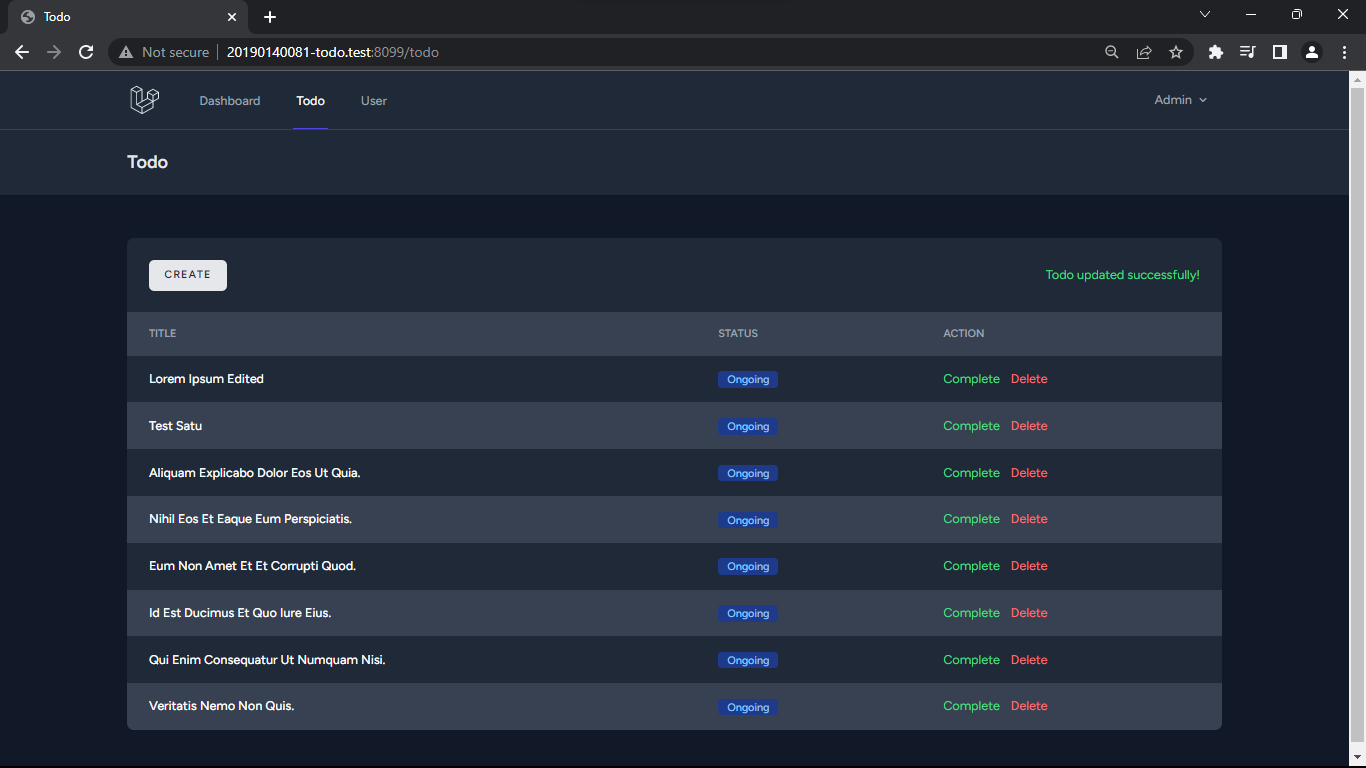 Todo
Not secure 20190140081-todo.test:8099/todo
Dashboard Todo User Admin
Todo
CREATE Todo updated successfully!
TITLE STATUS ACTION
Lorem Ipsum Edited Ongoing Complete Delete
Test Satu Ongoing Complete Delete
Aliquam Explicabo Dolor Eos Ut Quia. Ongoing Complete Delete
Nihil Eos Et Eaque Eum Perspiciatis. Ongoing Complete Delete
Eum Non Amet Et Et Corrupti Quod. Ongoing Complete Delete
Id Est Ducimus Et Quo Iure Eius. Ongoing Complete Delete
Qui Enim Consequatur Ut Numquam Nisi. Ongoing Complete Delete
Veritatis Nemo Non Quis. Ongoing Complete Delete